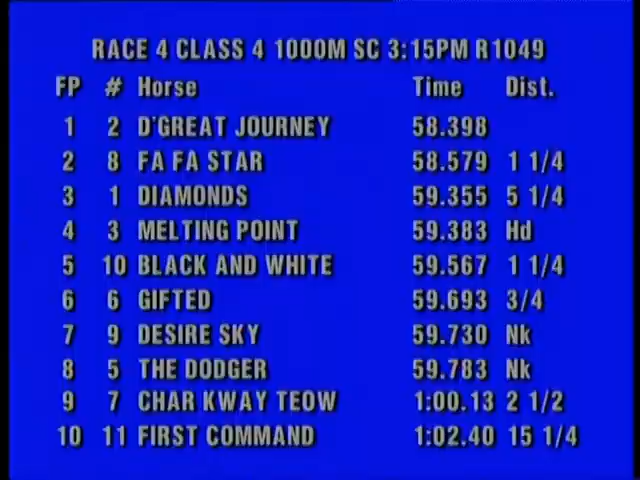 RACE 4 CLASS 4 1000M SC 3:15PM R1049
FP # Horse Time Dist.
1 2 D'GREAT JOURNEY 58.398
2 8 FA FA STAR 58.579 1 1/4
3 1 DIAMONDS 59.355 5 1/4
4 3 MELTING POINT 59.383 Hd
5 10 BLACK AND WHITE 59.567 1 1/4
6 6 GIFTED 59.693 3/4
7 9 DESIRE SKY 59.730 Nk
8 5 THE DODGER 59.783 Nk
9 7 CHAR KWAY TEOW 1:00.13 2 1/2
10 11 FIRST COMMAND 1:02.40 15 1/4